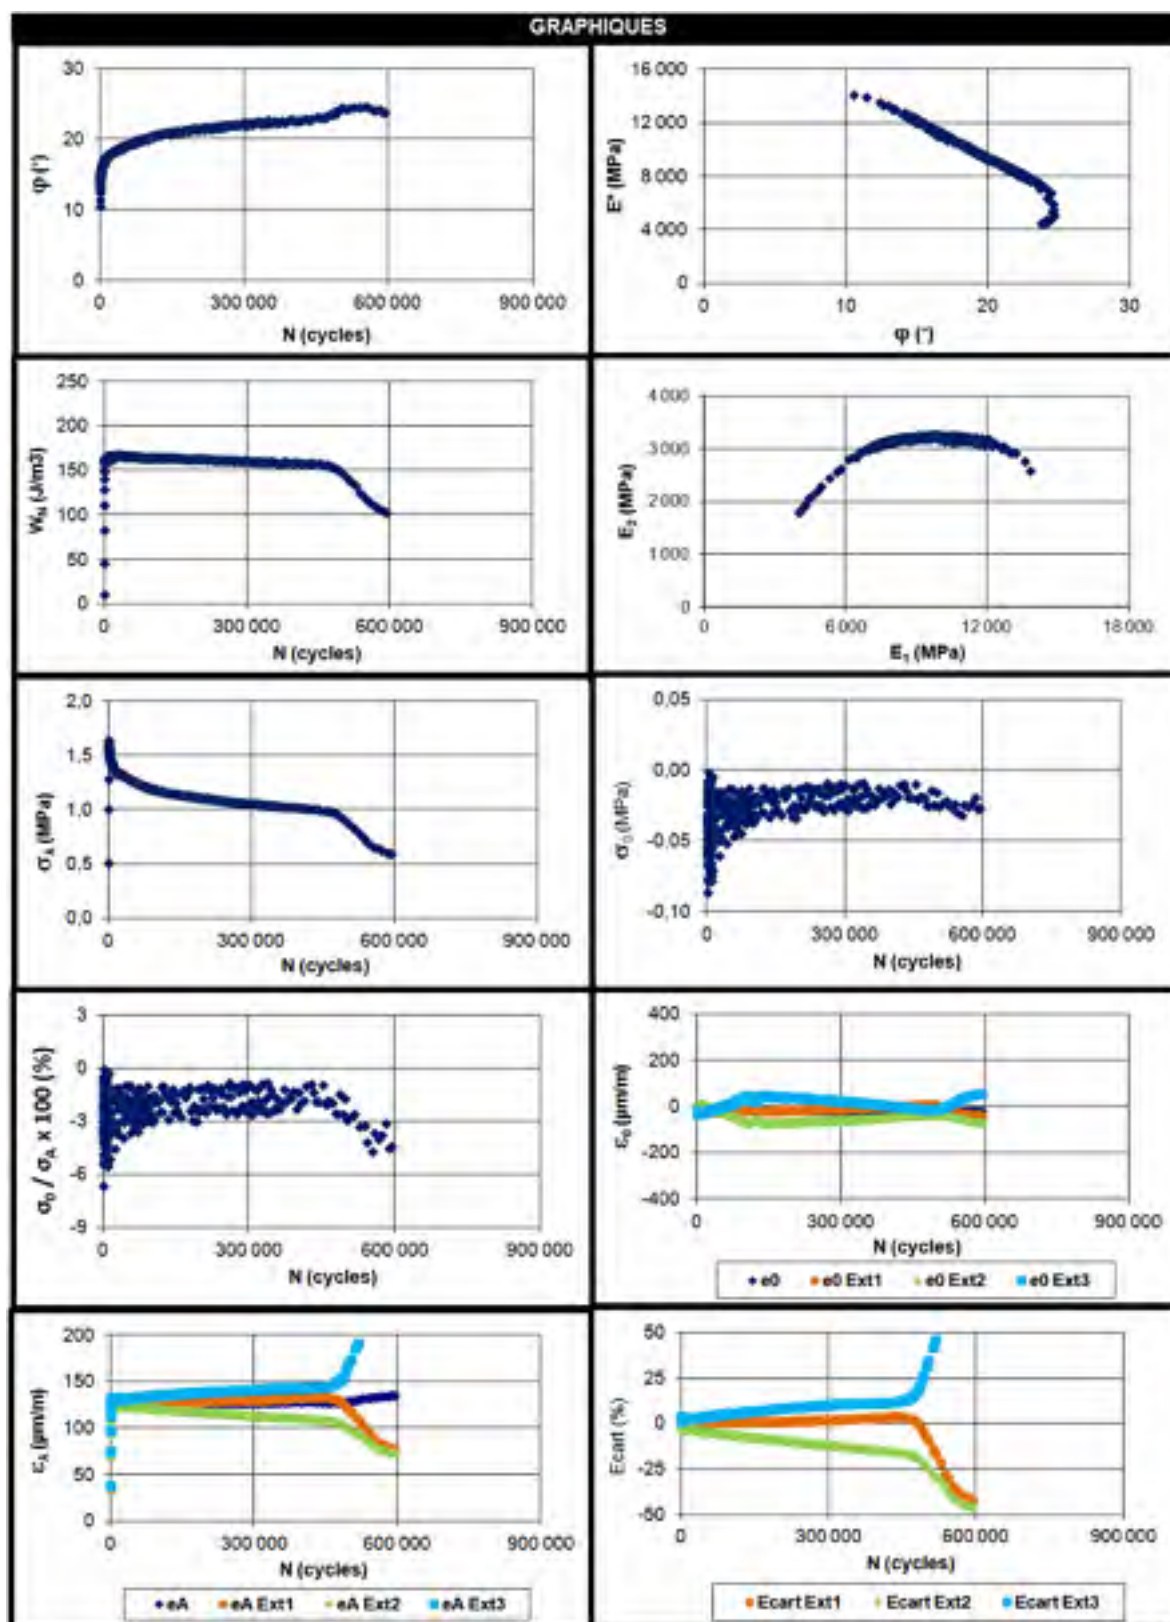 GRAPHIQUES
30
20
10
0
φ (°)
0 300 000 600 000 900 000
N (cycles)
16 000
12 000
8 000
4 000
0
E* (MPa)
0 10 20 30
φ (°)
250
200
150
100
50
0
W_N (J/m3)
0 300 000 600 000 900 000
N (cycles)
4 000
3 000
2 000
1 000
0
E₂ (MPa)
0 6 000 12 000 18 000
E₁ (MPa)
2,0
1,5
1,0
0,5
0,0
σ_A (MPa)
0 300 000 600 000 900 000
N (cycles)
0,05
0,00
-0,05
-0,10
σ₀ (MPa)
0 300 000 600 000 900 000
N (cycles)
3
0
-3
-6
-9
σ₀ / σ_A x 100 (%)
0 300 000 600 000 900 000
N (cycles)
400
200
0
-200
-400
ε₀ (µm/m)
0 300 000 600 000 900 000
N (cycles)
e0 e0 Ext1 e0 Ext2 e0 Ext3
200
150
100
50
0
ε_A (µm/m)
0 300 000 600 000 900 000
N (cycles)
eA eA Ext1 eA Ext2 eA Ext3
50
25
0
-25
-50
Ecart (%)
0 300 000 600 000 900 000
N (cycles)
Ecart Ext1 Ecart Ext2 Ecart Ext3